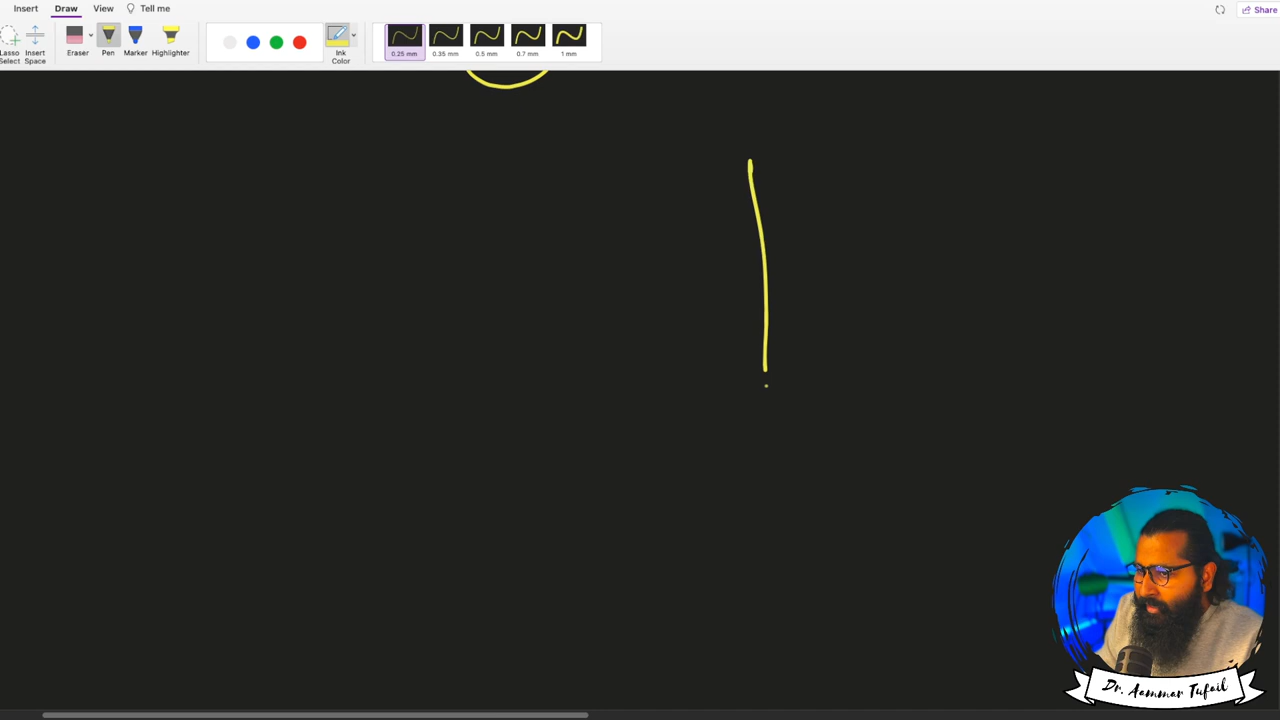 Insert Draw View Tell me
Share
Lasso Select
Insert Space
Eraser
Pen
Marker
Highlighter
Ink Color
0.25 mm
0.35 mm
0.5 mm
0.7 mm
1 mm
Dr. Aammar Tufail